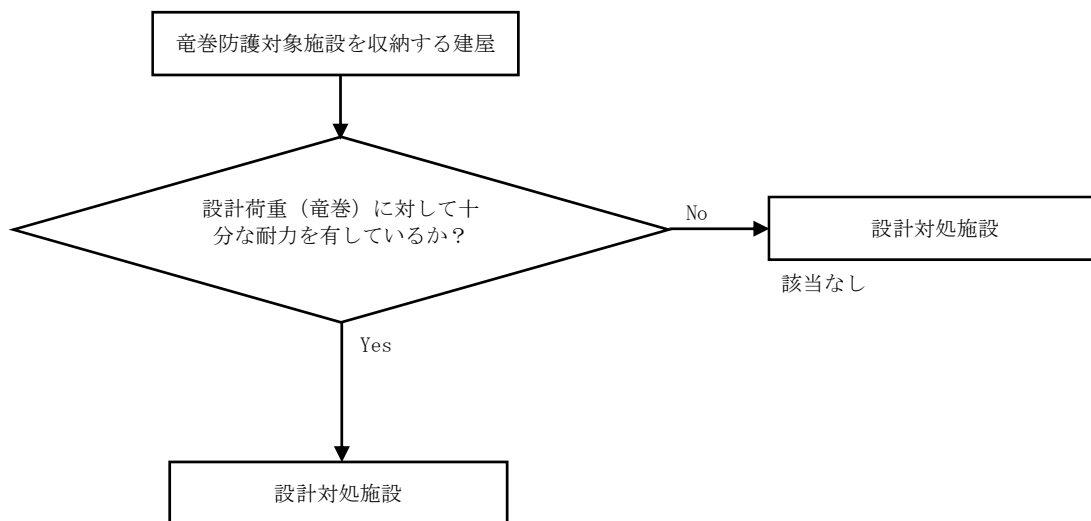 竜巻防護対象施設を収納する建屋
設計荷重（竜巻）に対して十
分な耐力を有しているか？
No
設計対処施設
該当なし
Yes
設計対処施設